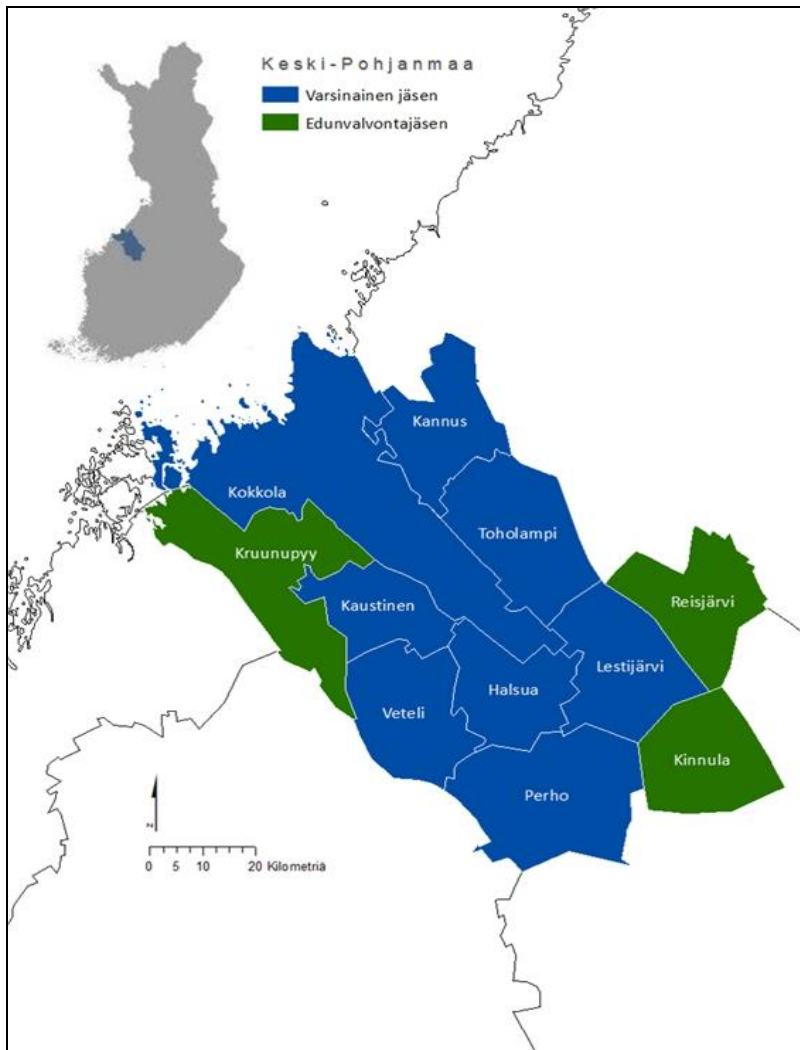 Keski-Pohjanmaa
Varsinainen jäsen
Edunvalvontajäsen
Kannus
Kokkola
Toholampi
Kruunupyy
Kaustinen
Reisjärvi
Lestijärvi
Halsua
Veteli
Kinnula
Perho
N
0 5 10 20 Kilometriä